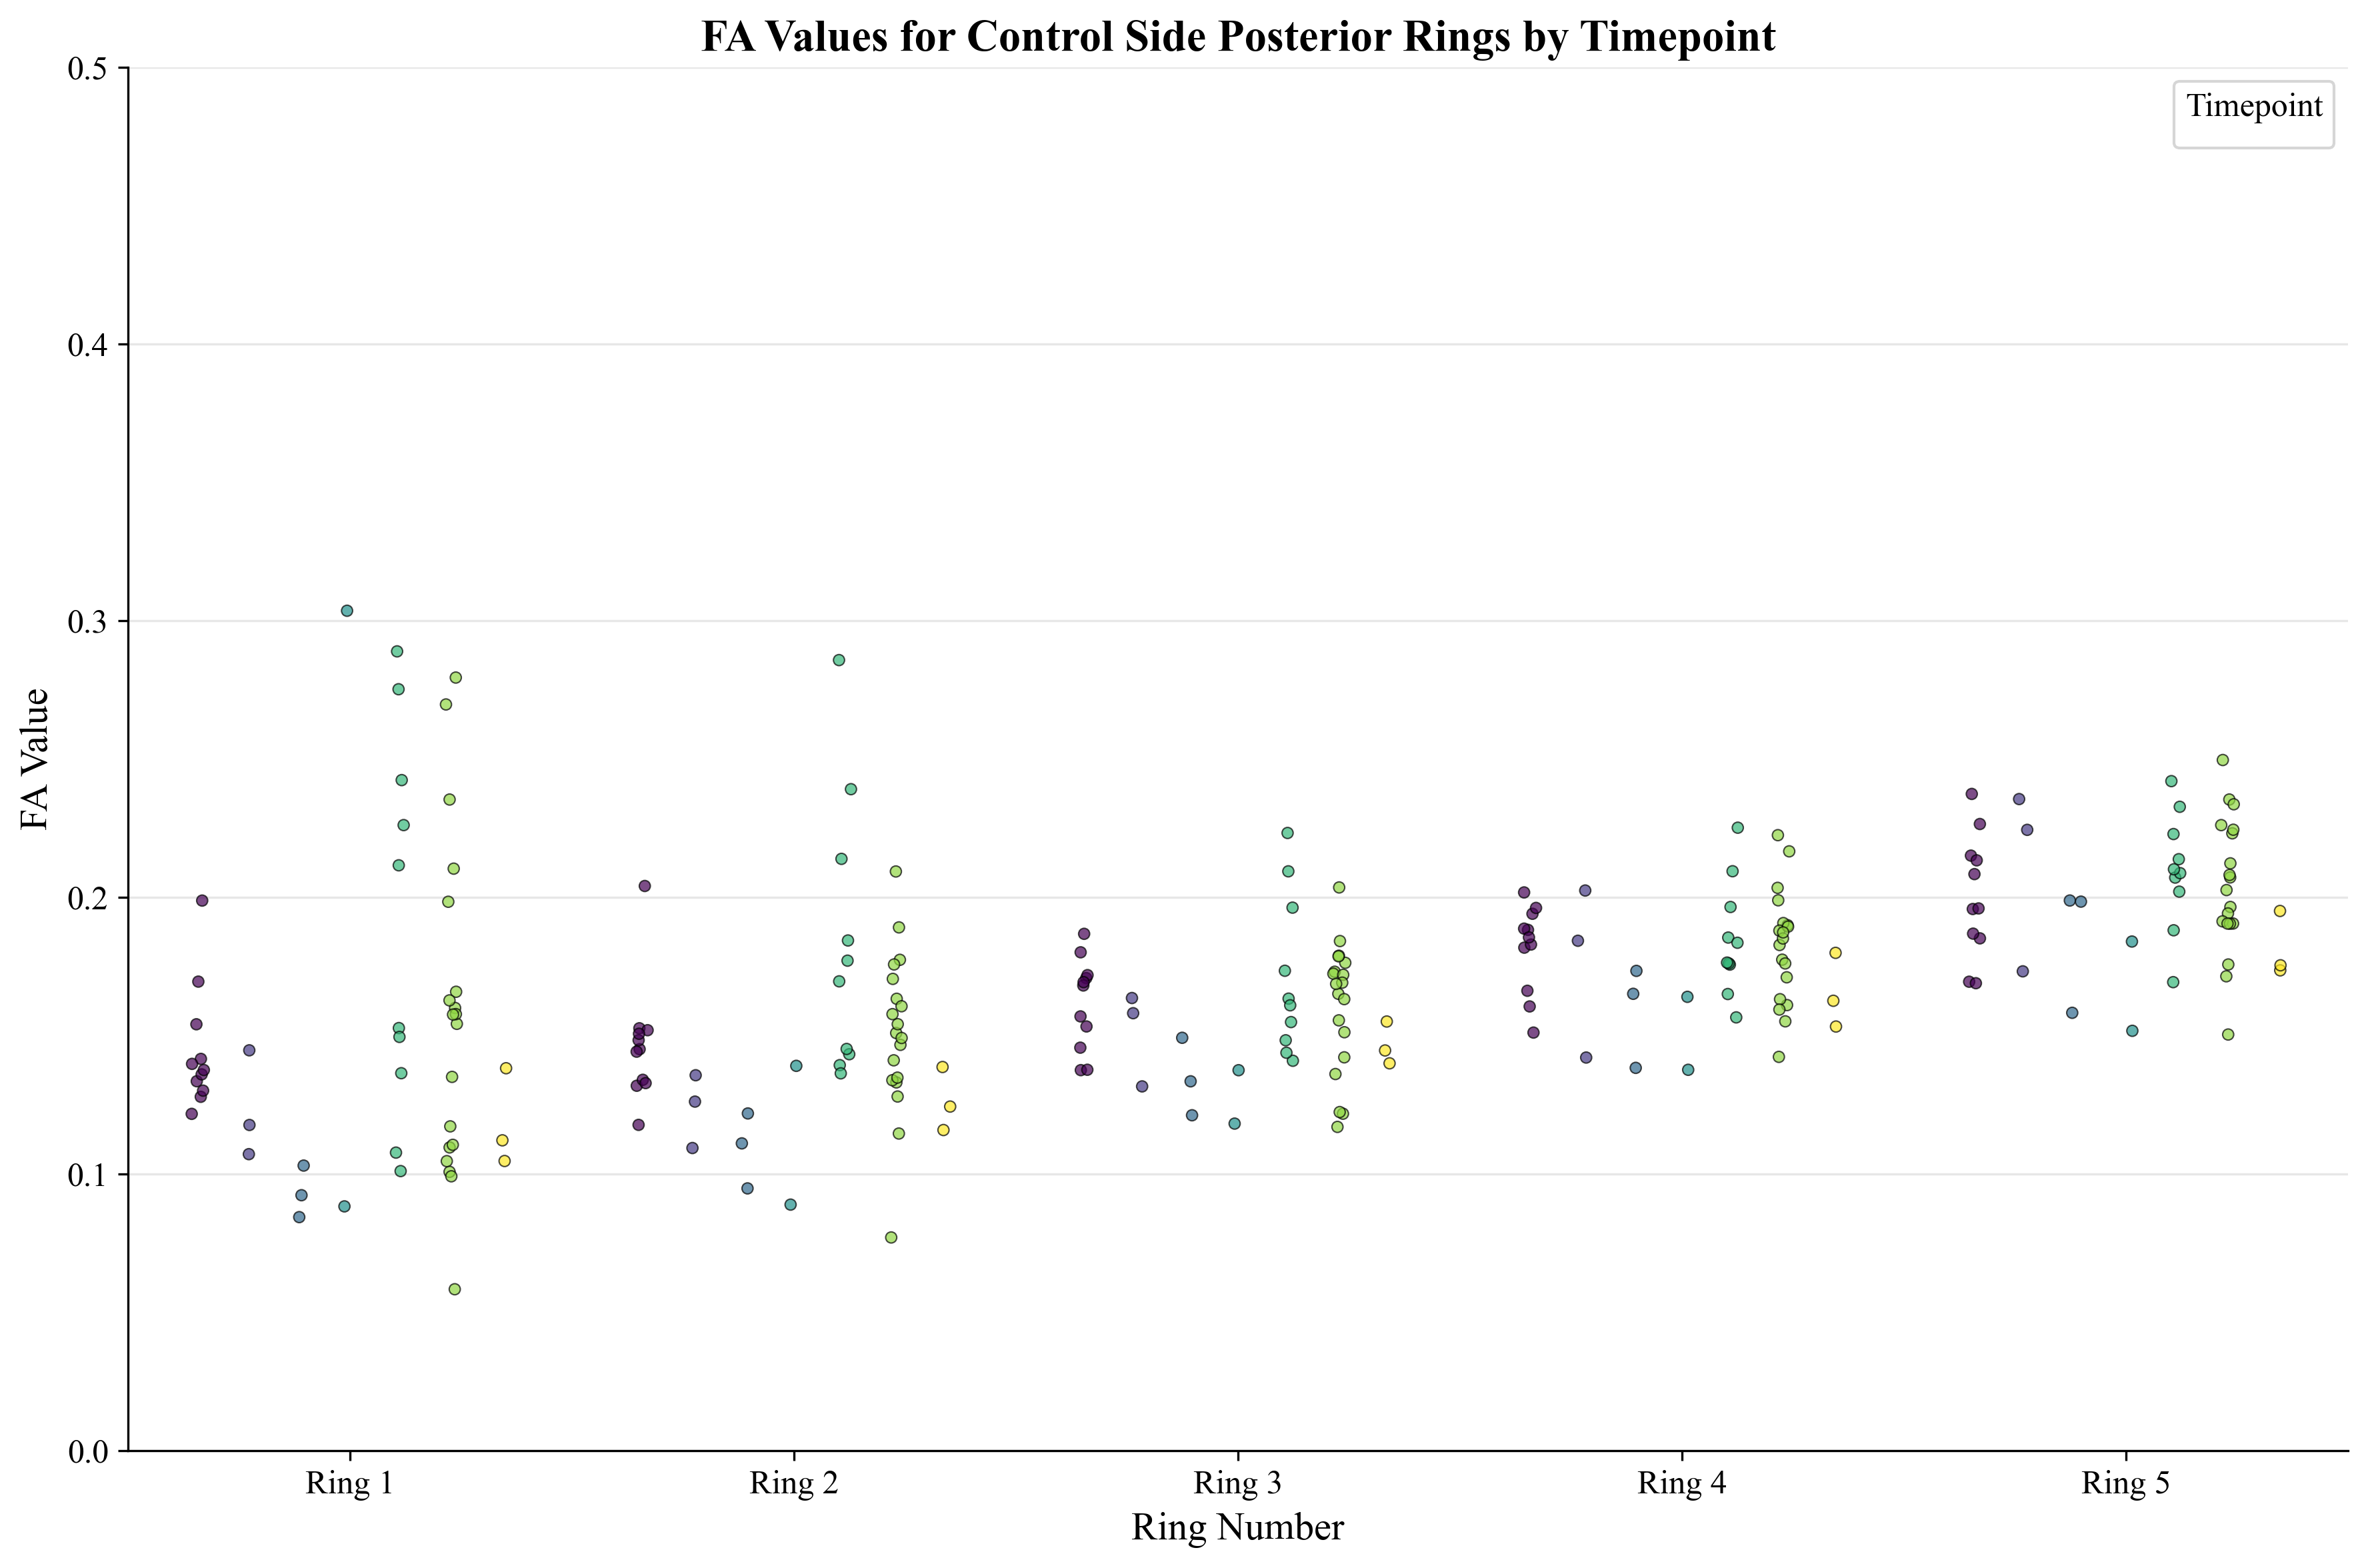 FA Values for Control Side Posterior Rings by Timepoint
Timepoint
0.5
0.4
0.3
0.2
0.1
0.0
FA Value
Ring 1
Ring 2
Ring 3
Ring 4
Ring 5
Ring Number